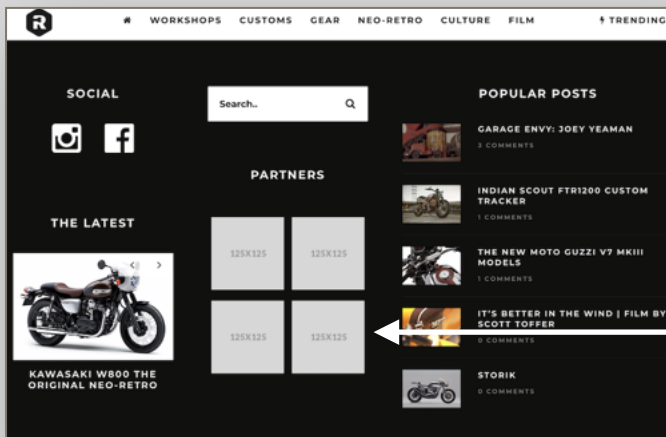 R
WORKSHOPS CUSTOMS GEAR NEO-RETRO CULTURE FILM TRENDING
SOCIAL
Search..
PARTNERS
THE LATEST
KAWASAKI W800 THE
ORIGINAL NEO-RETRO
125X125 125X125
125X125 125X125
POPULAR POSTS
GARAGE ENVY: JOEY YEAMAN
3 COMMENTS
INDIAN SCOUT FTR1200 CUSTOM
TRACKER
1 COMMENTS
THE NEW MOTO GUZZI V7 MKIII
MODELS
1 COMMENTS
IT'S BETTER IN THE WIND | FILM BY
SCOTT TOFFER
0 COMMENTS
STORIK
0 COMMENTS